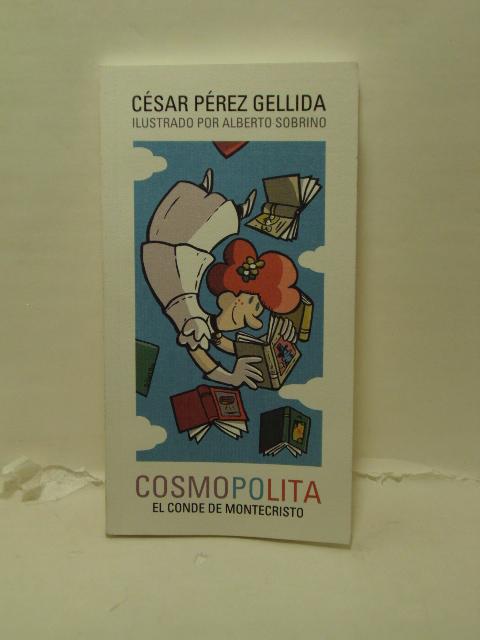 CÉSAR PÉREZ GELLIDA
ILUSTRADO POR ALBERTO SOBRINO
COSMOPOLITA
EL CONDE DE MONTECRISTO